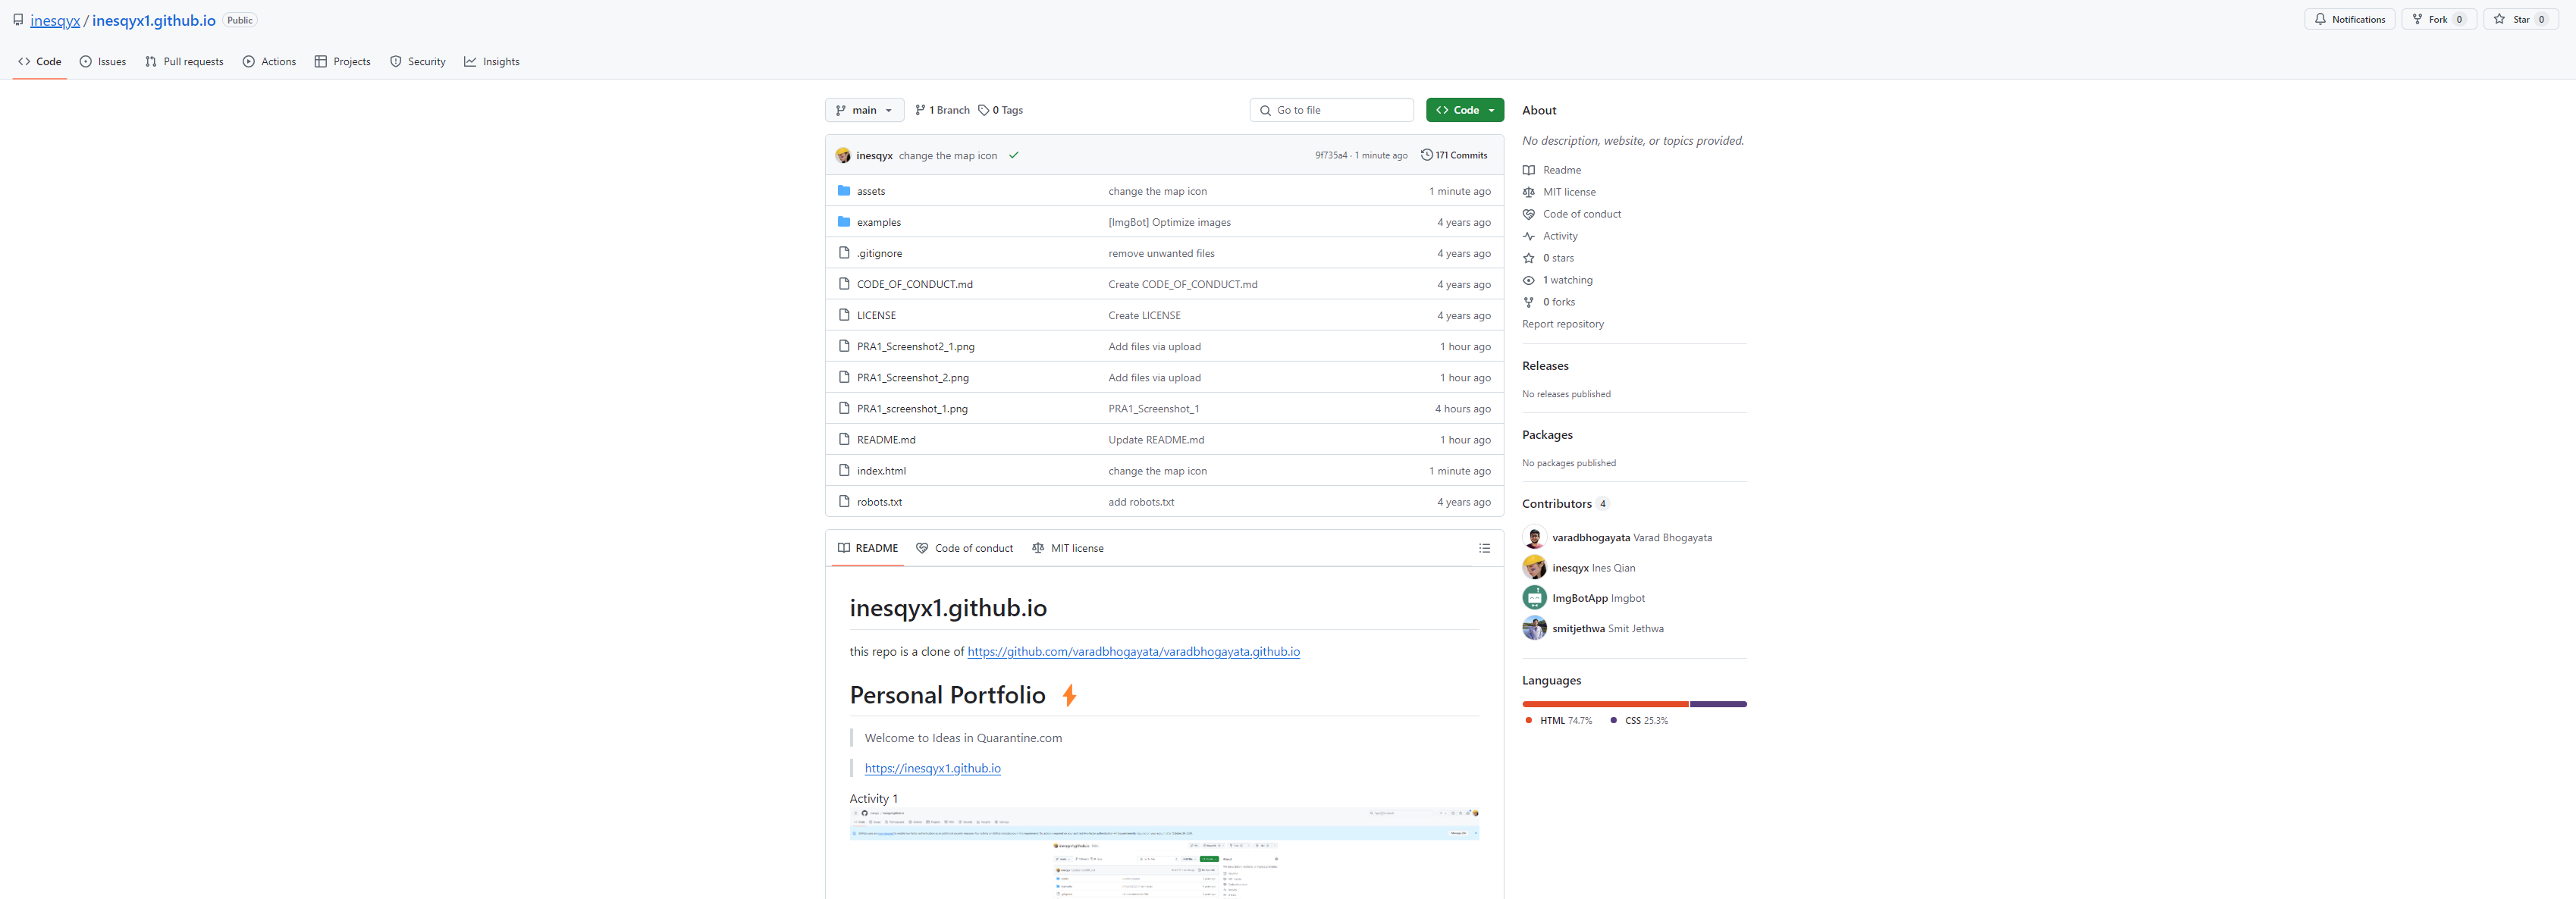 inesqyx / inesqyx1.github.io Public Notifications Fork 0 Star 0
Code Issues Pull requests Actions Projects Security Insights
main 1 Branch 0 Tags Go to file Code
inesqyx change the map icon 9f735a4 · 1 minute ago 171 Commits
assets change the map icon 1 minute ago
examples [ImgBot] Optimize images 4 years ago
.gitignore remove unwanted files 4 years ago
CODE_OF_CONDUCT.md Create CODE_OF_CONDUCT.md 4 years ago
LICENSE Create LICENSE 4 years ago
PRA1_Screenshot2_1.png Add files via upload 1 hour ago
PRA1_Screenshot_2.png Add files via upload 1 hour ago
PRA1_screenshot_1.png PRA1_Screenshot_1 4 hours ago
README.md Update README.md 1 hour ago
index.html change the map icon 1 minute ago
robots.txt add robots.txt 4 years ago
README Code of conduct MIT license
inesqyx1.github.io
this repo is a clone of https://github.com/varadbhogayata/varadbhogayata.github.io
Personal Portfolio
Welcome to Ideas in Quarantine.com
https://inesqyx1.github.io
Activity 1
About
No description, website, or topics provided.
Readme
MIT license
Code of conduct
Activity
0 stars
1 watching
0 forks
Report repository
Releases
No releases published
Packages
No packages published
Contributors 4
varadbhogayata Varad Bhogayata
inesqyx Ines Qian
ImgBotApp Imgbot
smitjethwa Smit Jethwa
Languages
HTML 74.7% CSS 25.3%